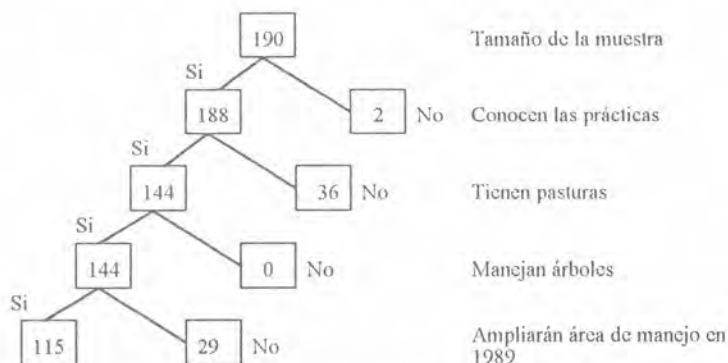 190 Tamaño de la muestra
Si
188 2 No Conocen las prácticas
Si
144 36 No Tienen pasturas
Si
144 0 No Manejan árboles
Si
115 29 No Ampliarán área de manejo en
1989